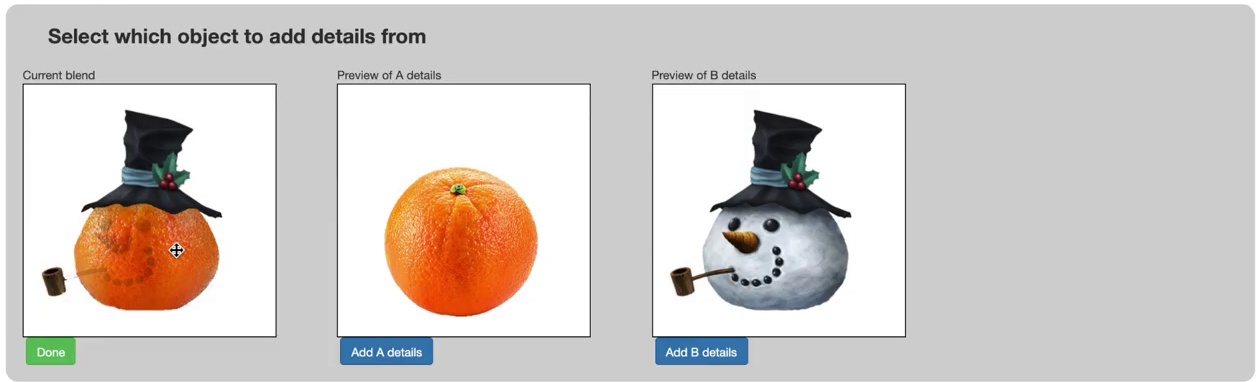 Select which object to add details from
Current blend
Preview of A details
Preview of B details
Done
Add A details
Add B details